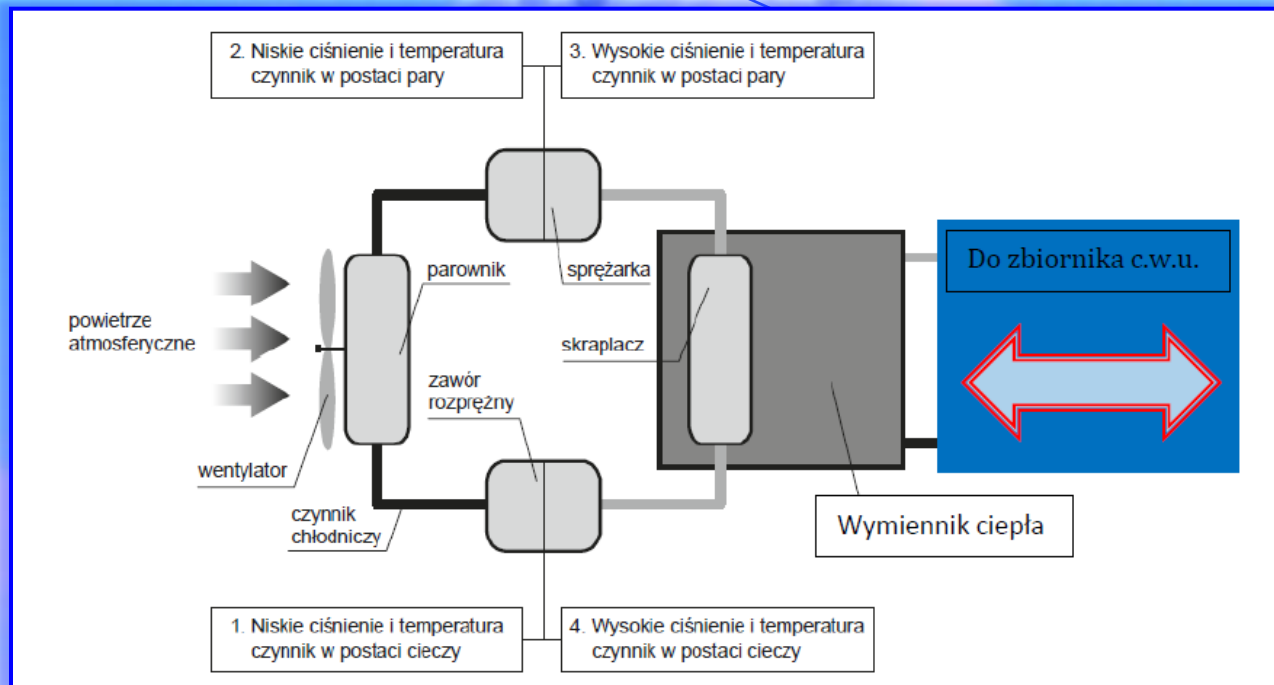 2. Niskie ciśnienie i temperatura
czynnik w postaci pary
3. Wysokie ciśnienie i temperatura
czynnik w postaci pary
Do zbiornika c.w.u.
parownik
sprężarka
powietrze
atmosferyczne
skraplacz
zawór
rozprężny
wentylator
czynnik
chłodniczy
Wymiennik ciepła
1. Niskie ciśnienie i temperatura
czynnik w postaci cieczy
4. Wysokie ciśnienie i temperatura
czynnik w postaci cieczy